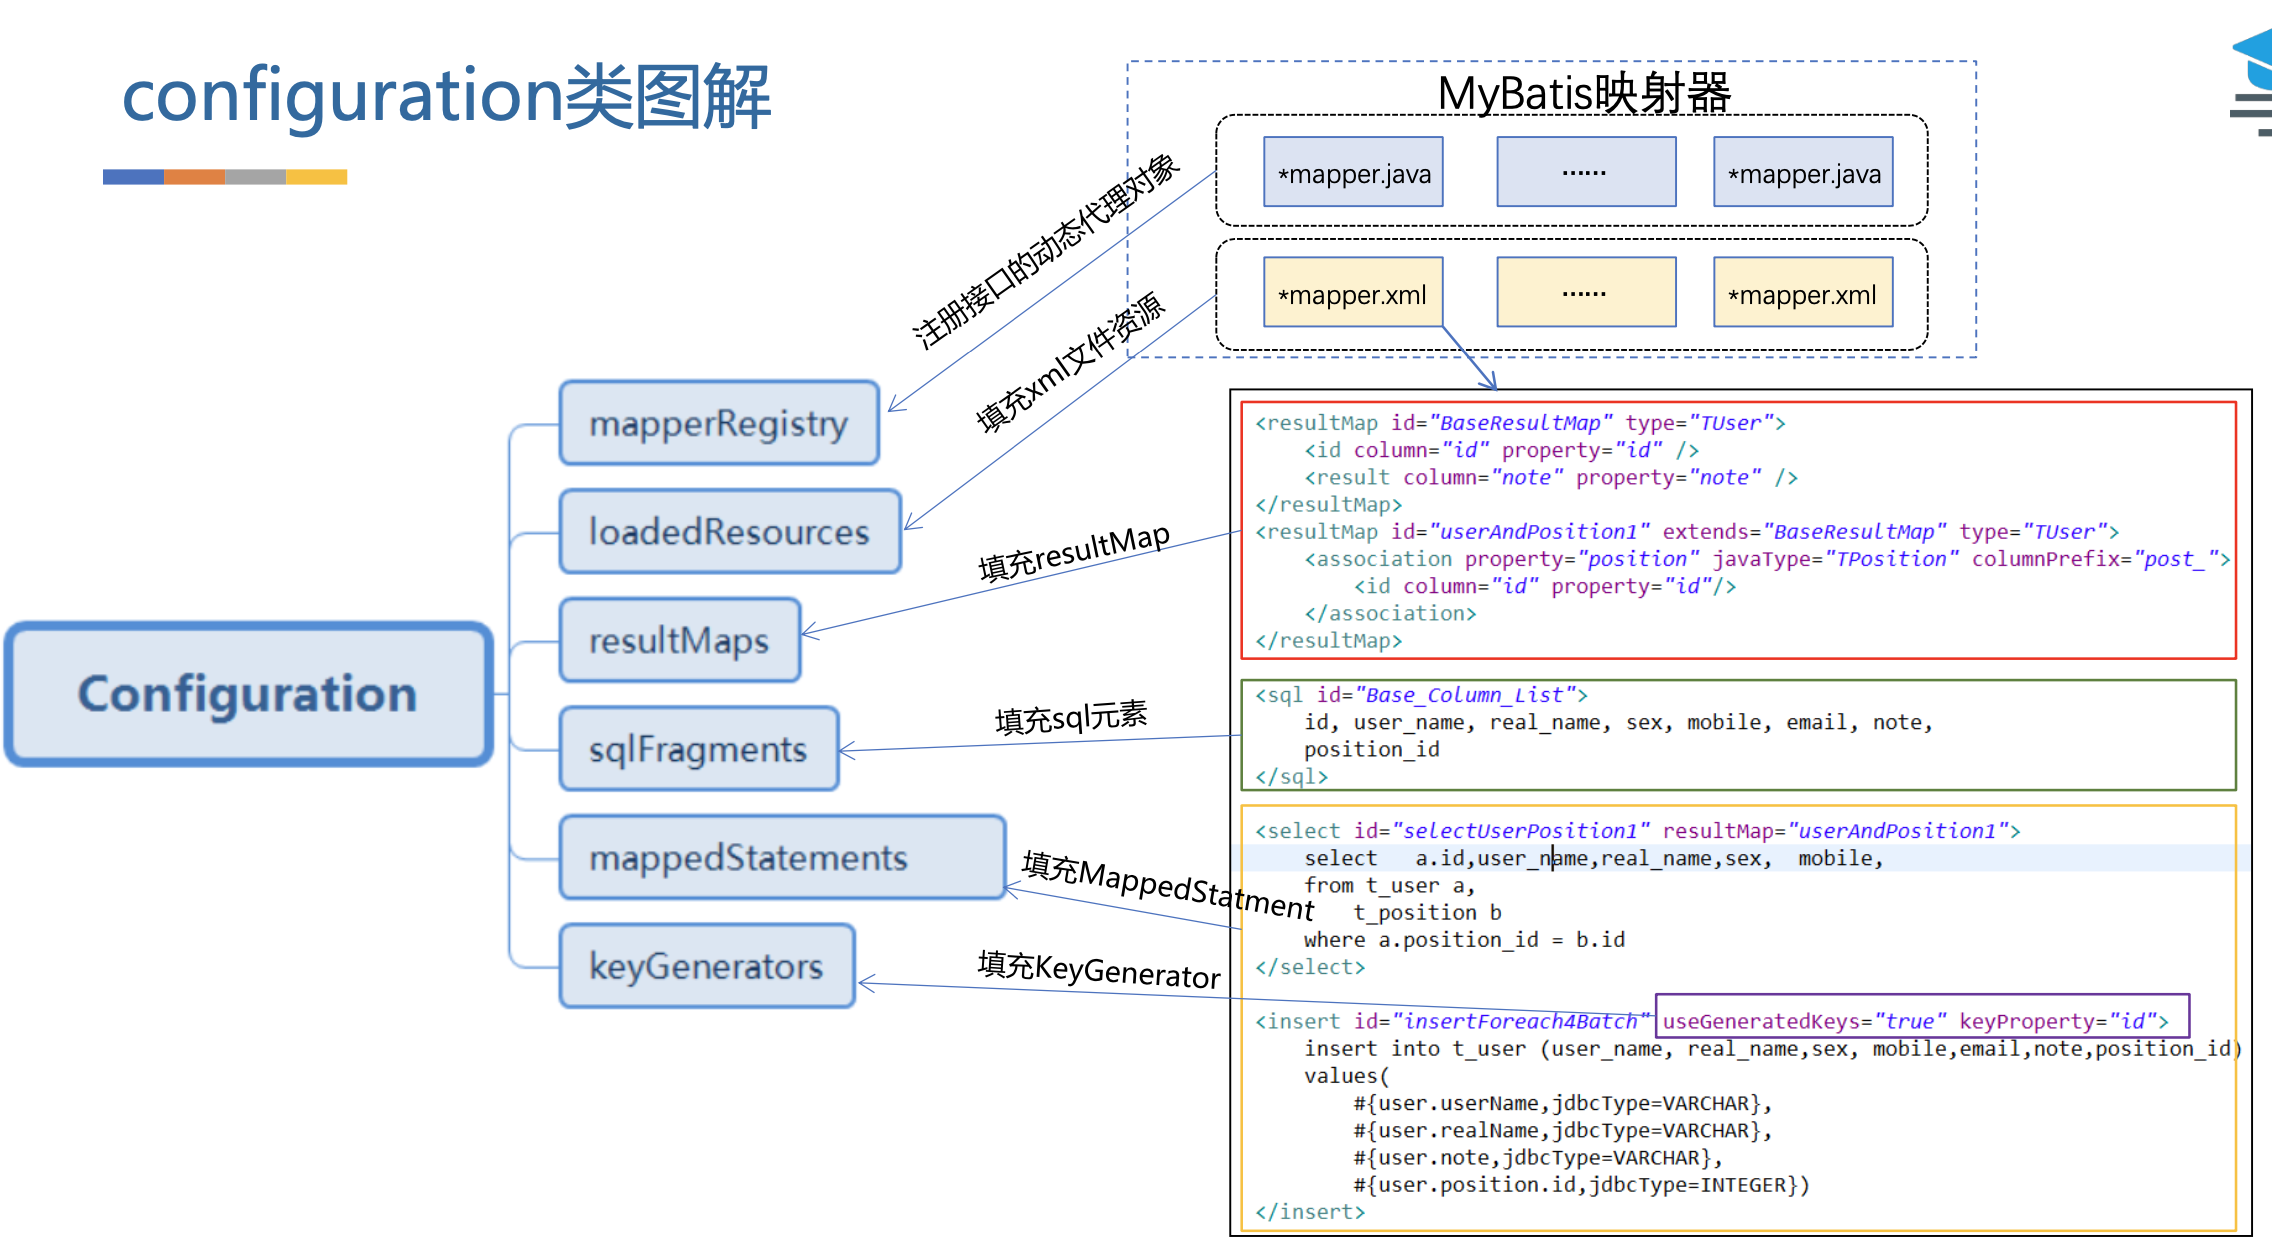 configuration类图解
MyBatis映射器
*mapper.java
······
*mapper.java
*mapper.xml
······
*mapper.xml
注册接口的动态代理对象
填充xml文件资源
填充resultMap
填充sql元素
填充MappedStatment
填充KeyGenerator
Configuration
mapperRegistry
loadedResources
resultMaps
sqlFragments
mappedStatements
keyGenerators
<resultMap id="BaseResultMap" type="TUser">
<id column="id" property="id" />
<result column="note" property="note" />
</resultMap>
<resultMap id="userAndPosition1" extends="BaseResultMap" type="TUser">
<association property="position" javaType="TPosition" columnPrefix="post_">
<id column="id" property="id"/>
</association>
</resultMap>
<sql id="Base_Column_List">
id, user_name, real_name, sex, mobile, email, note,
position_id
</sql>
<select id="selectUserPosition1" resultMap="userAndPosition1">
select   a.id,user_name,real_name,sex,  mobile,
from t_user a,
t_position b
where a.position_id = b.id
</select>
<insert id="insertForeach4Batch" useGeneratedKeys="true" keyProperty="id">
insert into t_user (user_name, real_name,sex, mobile,email,note,position_id)
values(
#{user.userName,jdbcType=VARCHAR},
#{user.realName,jdbcType=VARCHAR},
#{user.note,jdbcType=VARCHAR},
#{user.position.id,jdbcType=INTEGER})
</insert>